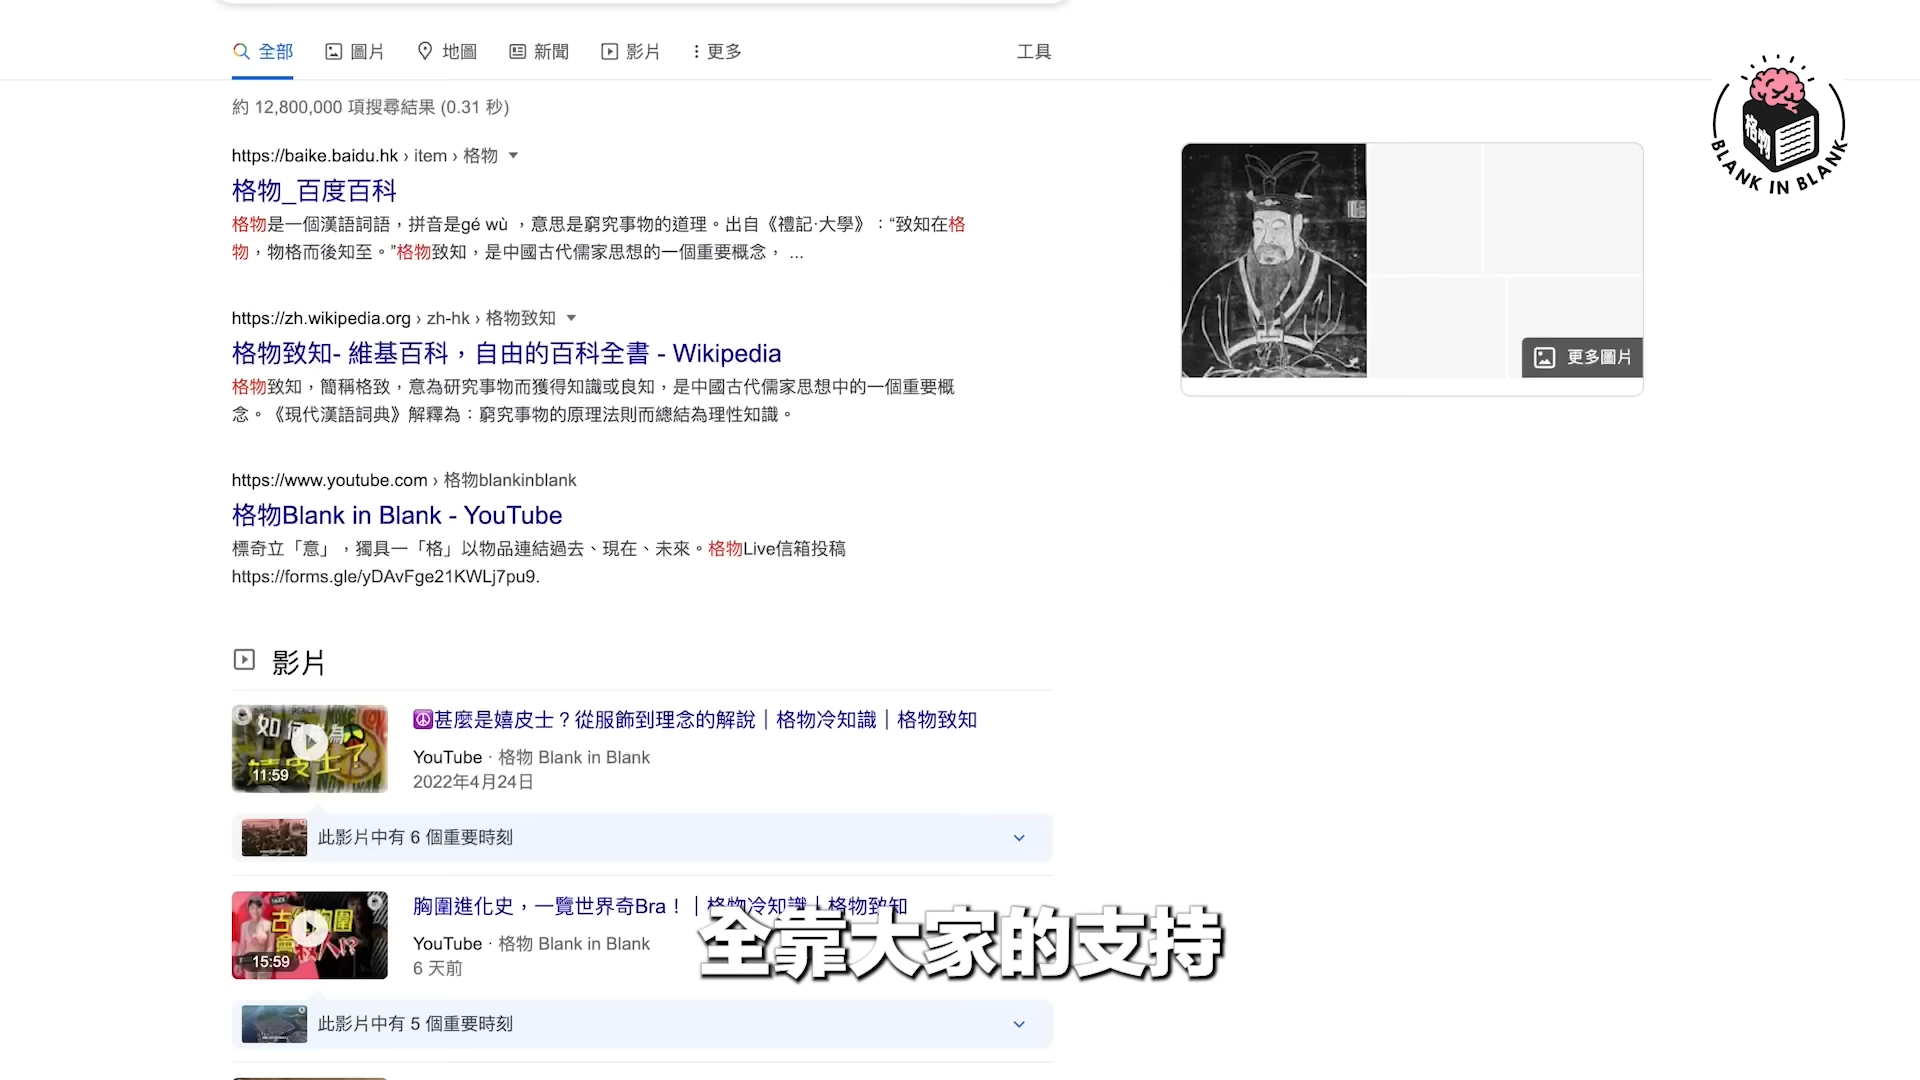 全部
圖片
地圖
新聞
影片
更多
工具
約 12,800,000 項搜尋結果 (0.31 秒)
https://baike.baidu.hk › item › 格物
格物_百度百科
格物是一個漢語詞語，拼音是gé wù ，意思是窮究事物的道理。出自《禮記·大學》：“致知在格
物，物格而後知至。”格物致知，是中國古代儒家思想的一個重要概念， ...
https://zh.wikipedia.org › zh-hk › 格物致知
格物致知- 維基百科，自由的百科全書 - Wikipedia
格物致知，簡稱格致，意為研究事物而獲得知識或良知，是中國古代儒家思想中的一個重要概
念。《現代漢語詞典》解釋為：窮究事物的原理法則而總結為理性知識。
https://www.youtube.com › 格物blankinblank
格物Blank in Blank - YouTube
標奇立「意」，獨具一「格」以物品連結過去、現在、未來。格物Live信箱投稿
https://forms.gle/yDAvFge21KWLj7pu9.
更多圖片
格物
BLANK IN BLANK
影片
如何成為
嬉皮士？
11:59
☮甚麼是嬉皮士？從服飾到理念的解說｜格物冷知識｜格物致知
YouTube · 格物 Blank in Blank
2022年4月24日
此影片中有 6 個重要時刻
15:59
胸圍進化史，一覽世界奇Bra！｜格物冷知識｜格物致知
YouTube · 格物 Blank in Blank
6 天前
全靠大家的支持
此影片中有 5 個重要時刻